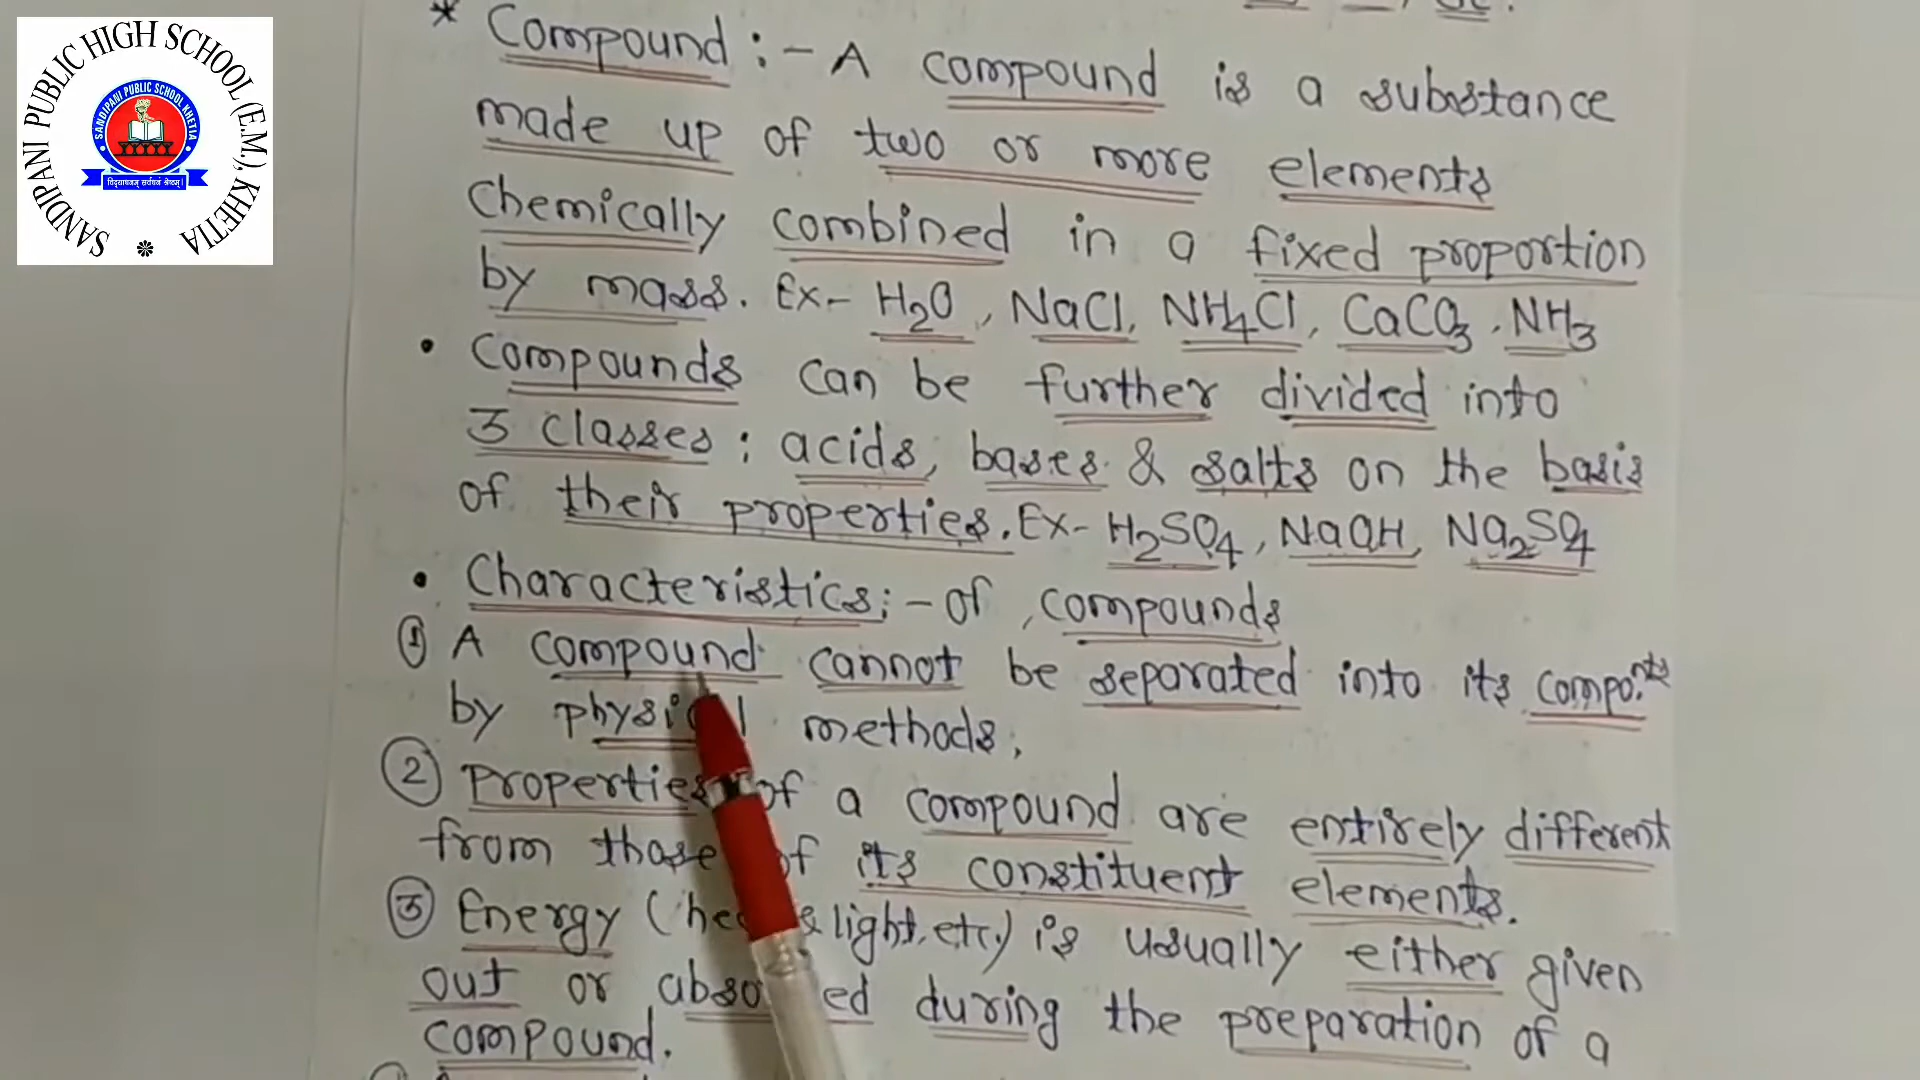 SANDIPANI PUBLIC HIGH SCHOOL (E.M.), KHETIA
SANDIPANI PUBLIC SCHOOL KHETIA
* Compound :- A compound is a substance
made up of two or more elements
chemically combined in a fixed proportion
by mass. Ex- H2O, NaCl, NH4Cl, CaCO3, NH3
• Compounds can be further divided into
3 classes : acids, bases & salts on the basis
of their properties. Ex- H2SO4, NaOH, Na2SO4
• Characteristics :- of compounds
① A compound cannot be separated into its compo.nts
by physical methods.
② Properties of a compound are entirely different
from those of its constituent elements.
③ Energy (heat & light, etc.) is usually either given
out or absorbed during the preparation of a
compound.